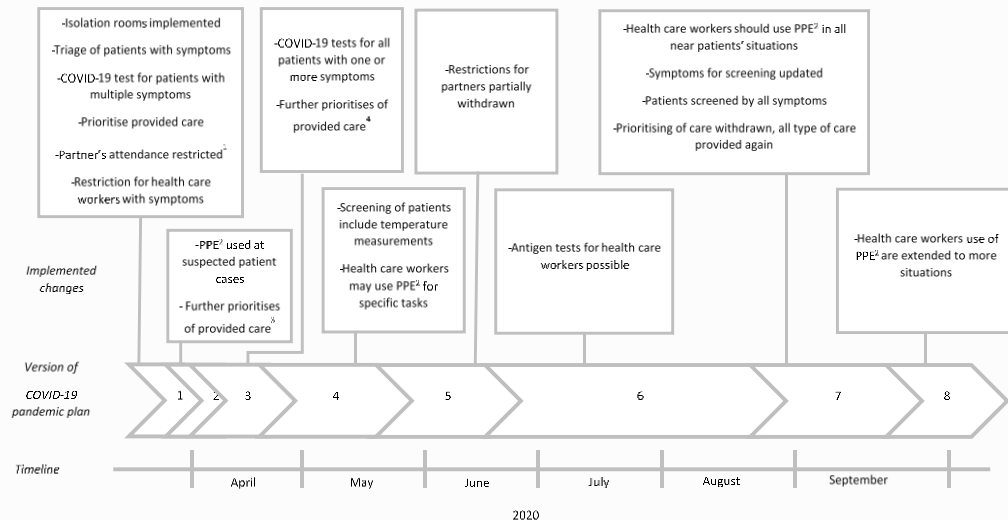 -Isolation rooms implemented
-Triage of patients with symptoms
-COVID-19 test for patients with
multiple symptoms
-Prioritise provided care
-Partner's attendance restricted¹
-Restriction for health care
workers with symptoms
-PPE² used at
suspected patient
cases
- Further prioritises
of provided care³
-COVID-19 tests for all
patients with one or
more symptoms
-Further prioritises of
provided care⁴
-Screening of patients
include temperature
measurements
-Health care workers
may use PPE² for
specific tasks
-Restrictions for
partners partially
withdrawn
-Antigen tests for health care
workers possible
-Health care workers should use PPE² in all
near patients' situations
-Symptoms for screening updated
-Patients screened by all symptoms
-Prioritising of care withdrawn, all type of care
provided again
-Health care workers use of
PPE² are extended to more
situations
Implemented
changes
Version of
COVID-19
pandemic plan
1
2
3
4
5
6
7
8
Timeline
April
May
June
July
August
September
2020